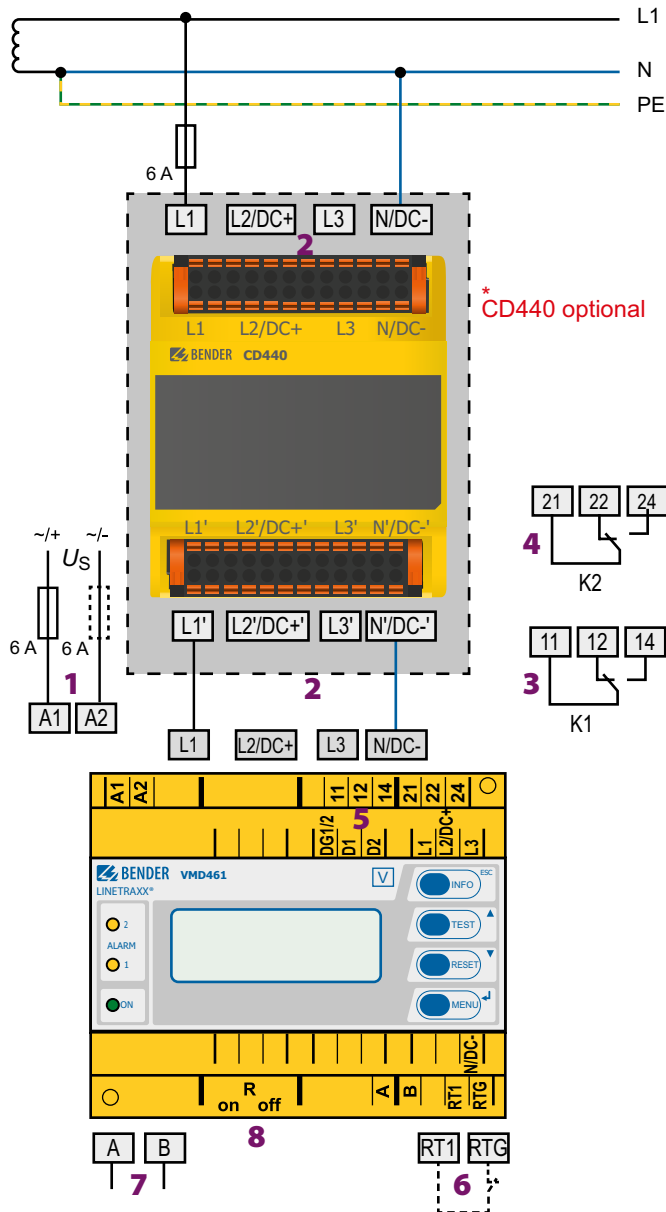 L1
N
PE
6 A
L1 L2/DC+ L3 N/DC-
2
L1 L2/DC+ L3 N/DC-
BENDER CD440
*
CD440 optional
L1' L2'/DC+' L3' N'/DC-'
L1' L2'/DC+' L3' N'/DC-'
2
~/+ ~/-
US
6 A 6 A
1
A1 A2
21 22 24
4
K2
11 12 14
3
K1
L1 L2/DC+ L3 N/DC-
A1 A2 11 12 14 21 22 24
5
DG1/2 D1 D2 L1 L2/DC+ L3
BENDER VMD461 V
LINETRAXX®
INFO ESC
TEST ▲
RESET ▼
MENU ↵
2
ALARM
1
ON
N/DC-
R
on off
A B RT1 RTG
8
A B
7
RT1 RTG
6